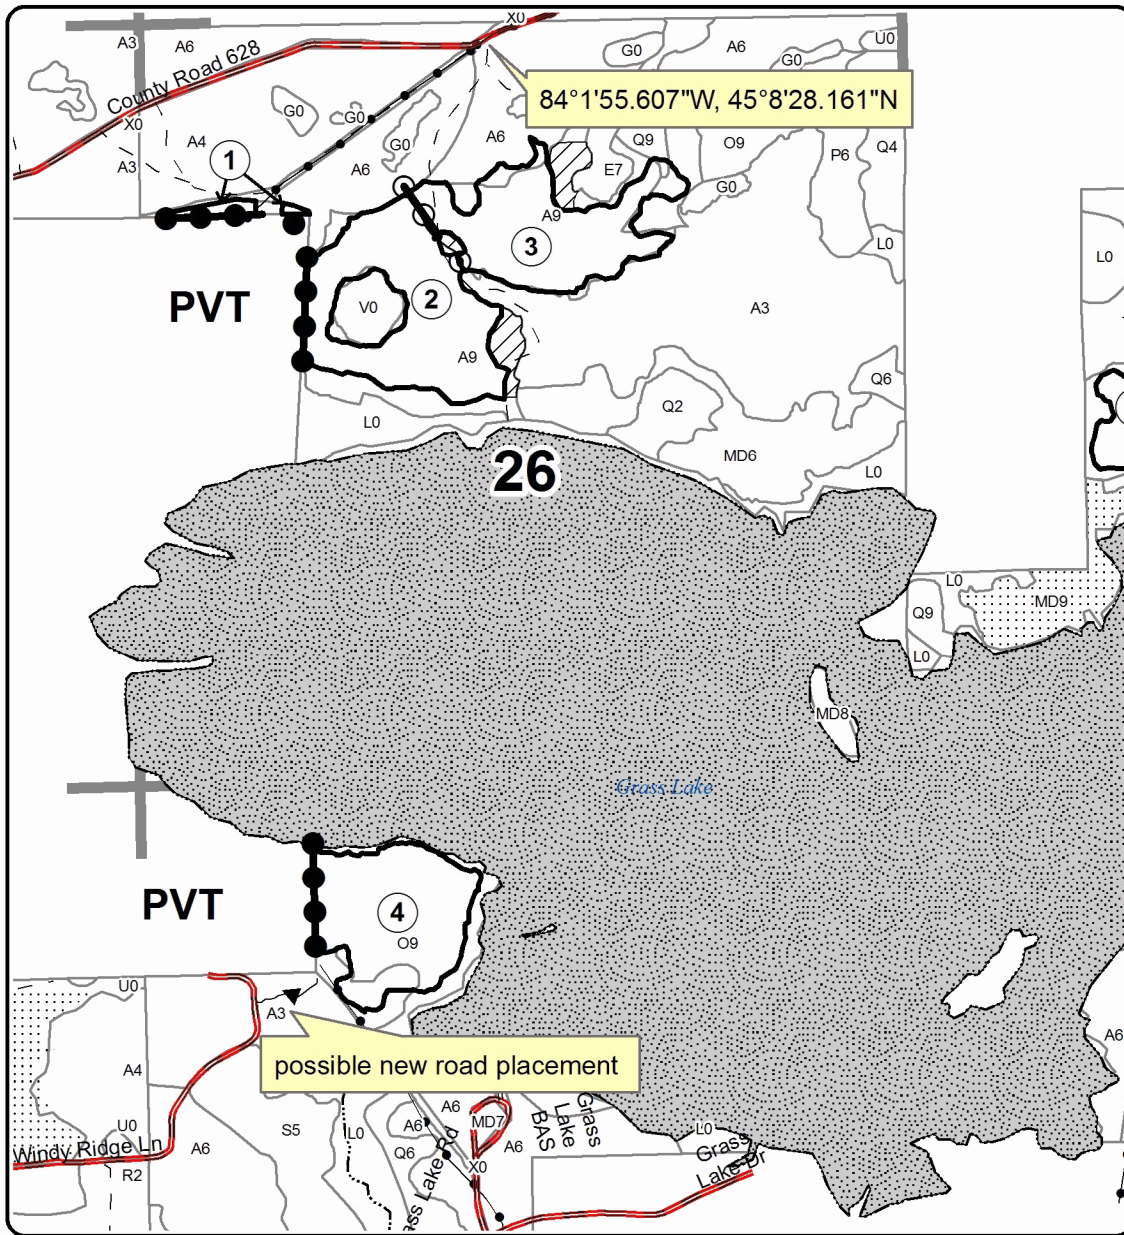 X0
A3
A6
G0
A6
U0
G0
County Road 628
84°1'55.607"W, 45°8'28.161"N
G0
G0
X0
A4
G0
A6
Q9
O9
Q4
P6
A3
1
A6
E7
G0
A9
3
L0
L0
PVT
2
V0
A3
A9
Q6
Q2
L0
MD6
L0
26
L0
MD9
Q9
L0
MD8
Grass Lake
PVT
4
O9
U0
A3
A6
possible new road placement
A4
A6
MD7
U0
A6
S5
L0
A6
A6
Grass
Lake
BAS
L0
Windy Ridge Ln
R2
Q6
X0
Grass
Lake Dr
ss Lake Rd